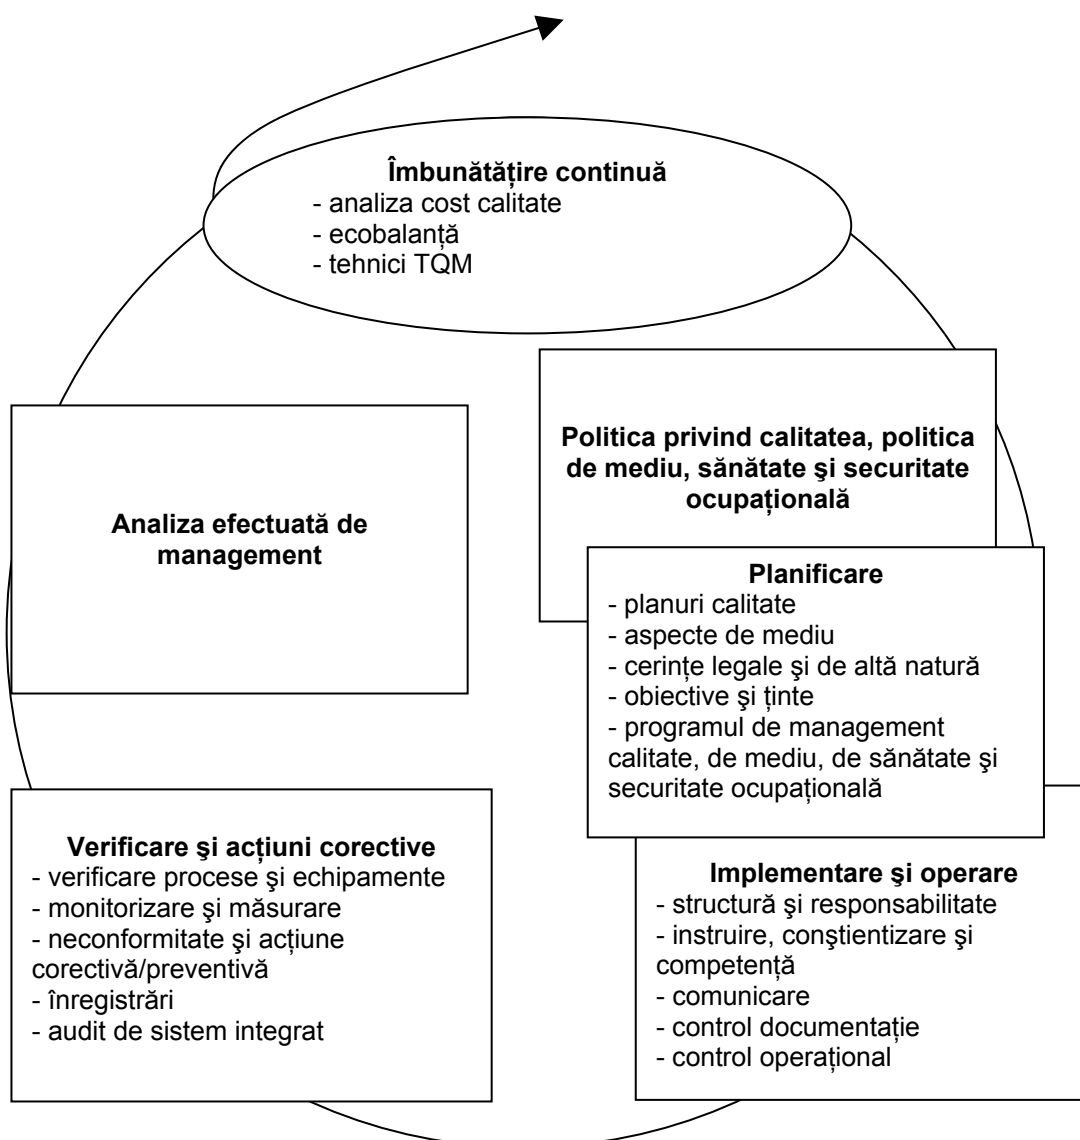 Îmbunătățire continuă
- analiza cost calitate
- ecobalanță
- tehnici TQM
Politica privind calitatea, politica
de mediu, sănătate şi securitate
ocupațională
Analiza efectuată de
management
Planificare
- planuri calitate
- aspecte de mediu
- cerințe legale şi de altă natură
- obiective şi ținte
- programul de management
calitate, de mediu, de sănătate şi
securitate ocupațională
Verificare şi acțiuni corective
- verificare procese şi echipamente
- monitorizare şi măsurare
- neconformitate şi acțiune
corectivă/preventivă
- înregistrări
- audit de sistem integrat
Implementare şi operare
- structură şi responsabilitate
- instruire, conştientizare şi
competență
- comunicare
- control documentație
- control operațional